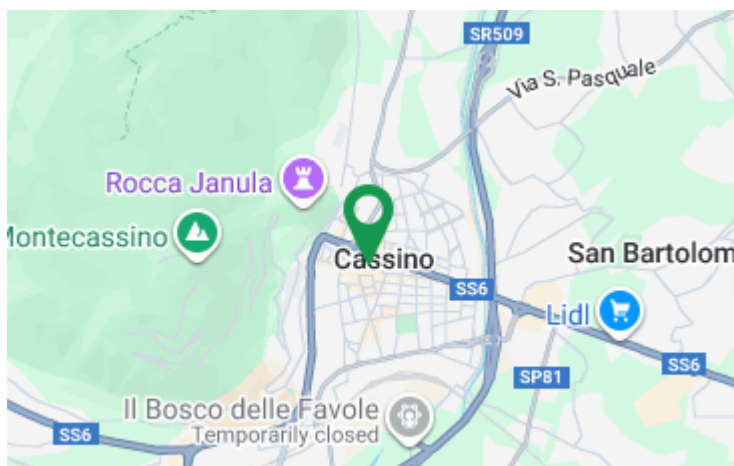 SR509
Via S. Pasquale
Rocca Janula
Montecassino
Cassino
San Bartolom
SS6
Lidl
SS6
SP81
Il Bosco delle Favole
Temporarily closed
SS6